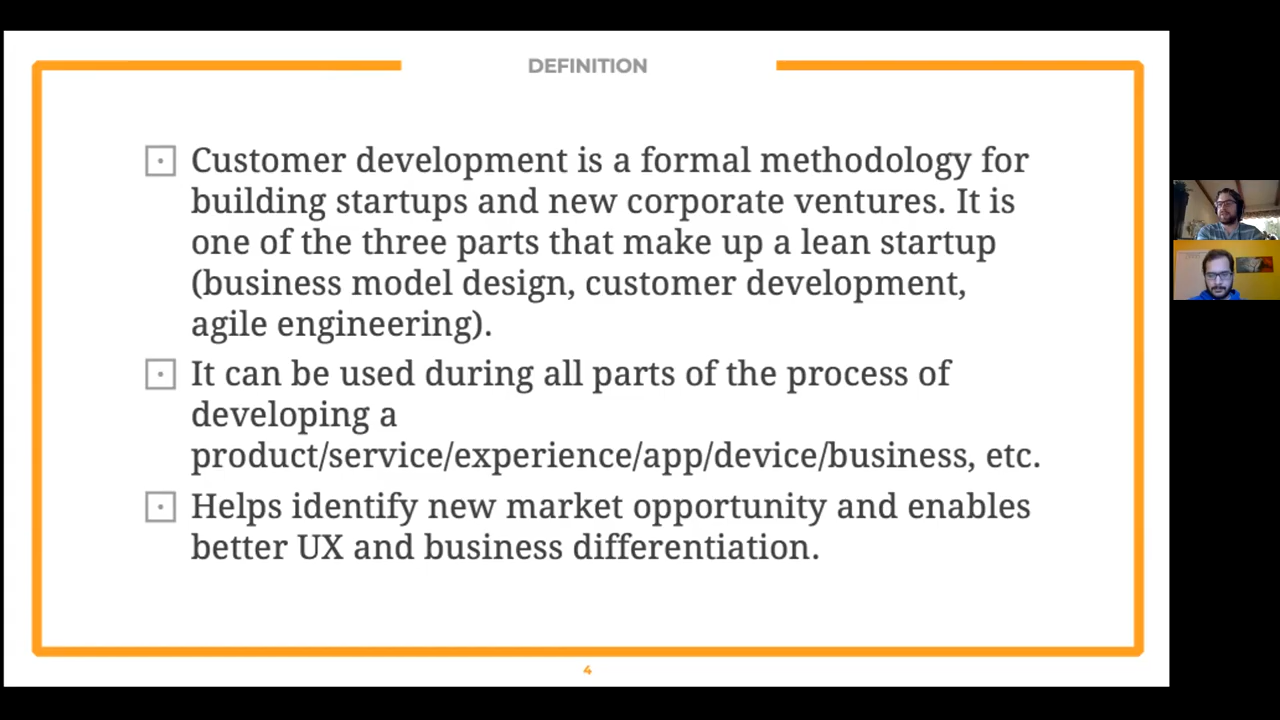 DEFINITION
Customer development is a formal methodology for
building startups and new corporate ventures. It is
one of the three parts that make up a lean startup
(business model design, customer development,
agile engineering).
It can be used during all parts of the process of
developing a
product/service/experience/app/device/business, etc.
Helps identify new market opportunity and enables
better UX and business differentiation.
4